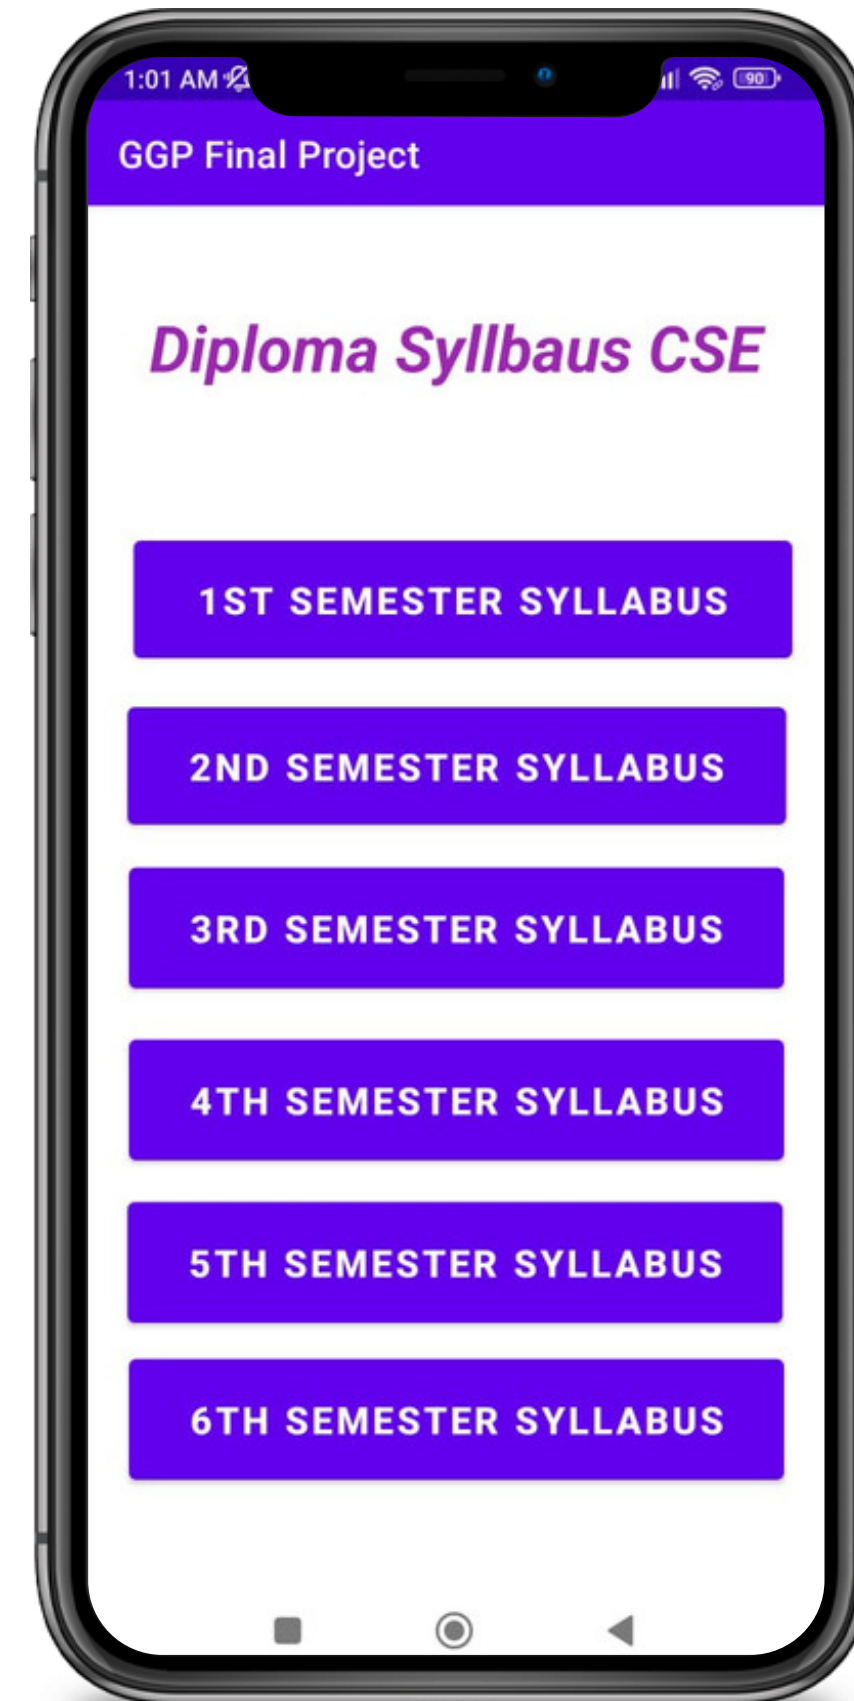 1:01 AM 90
GGP Final Project
Diploma Syllbaus CSE
1ST SEMESTER SYLLABUS
2ND SEMESTER SYLLABUS
3RD SEMESTER SYLLABUS
4TH SEMESTER SYLLABUS
5TH SEMESTER SYLLABUS
6TH SEMESTER SYLLABUS